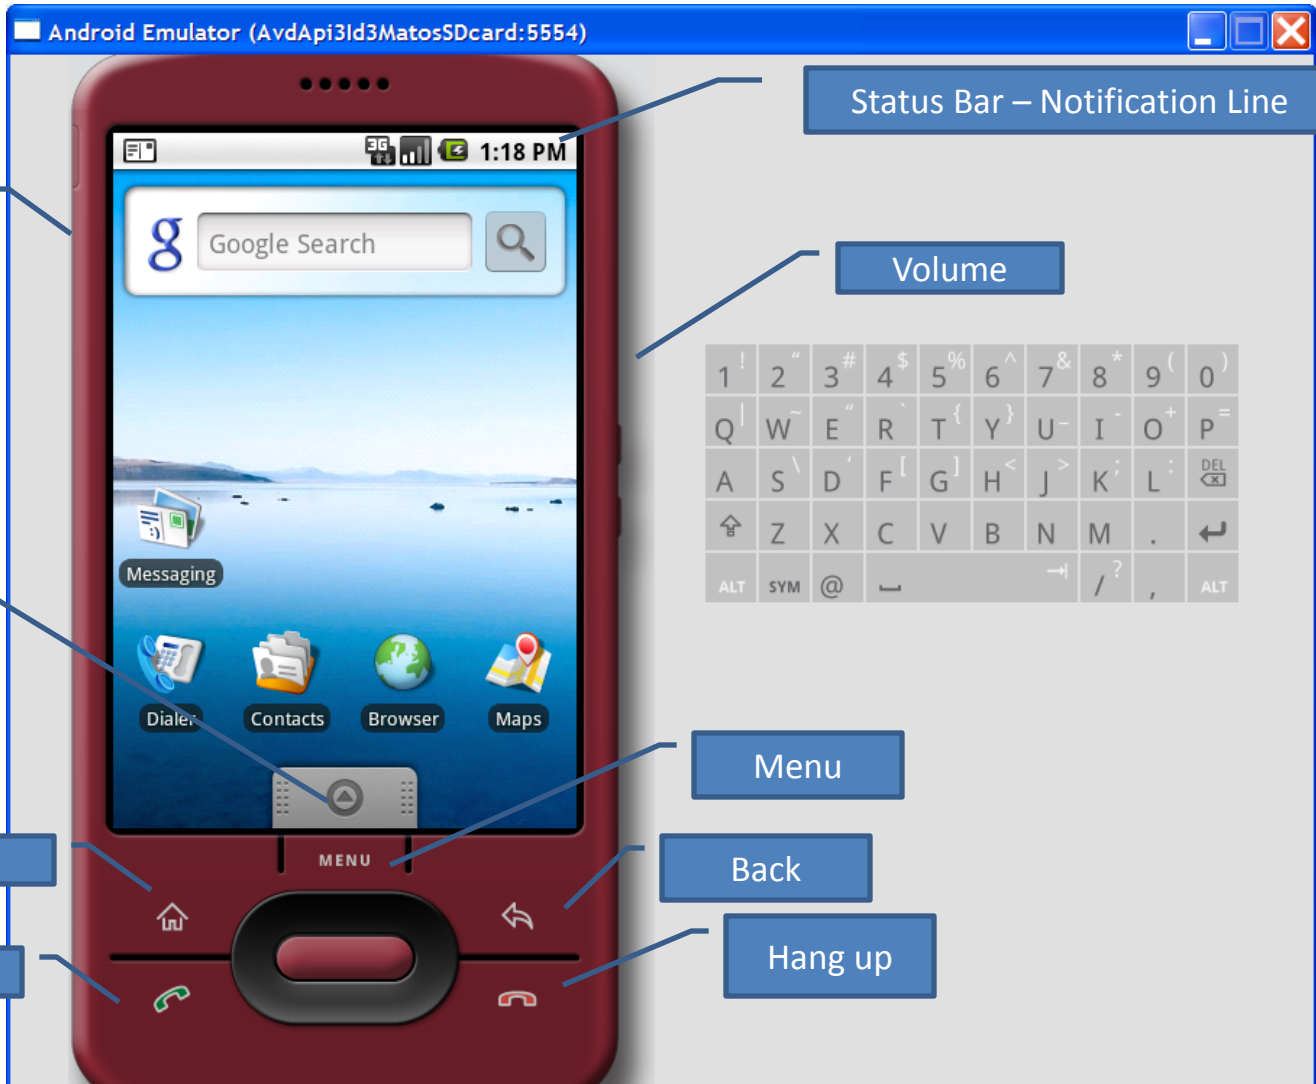 Android Emulator (AvdApi3Id3MatosSDcard:5554)
Status Bar – Notification Line
3G 1:18 PM
g Google Search
Volume
1 ! 2 “ 3 # 4 $ 5 % 6 ^ 7 & 8 * 9 ( 0 )
Q | W ~ E “ R ` T { Y } U _ I - O + P =
A S \ D ‘ F [ G ] H < J > K ; L : DEL
Z X C V B N M .
ALT SYM @ / ? , ALT
Messaging
Dialer Contacts Browser Maps
Menu
MENU
Back
Hang up